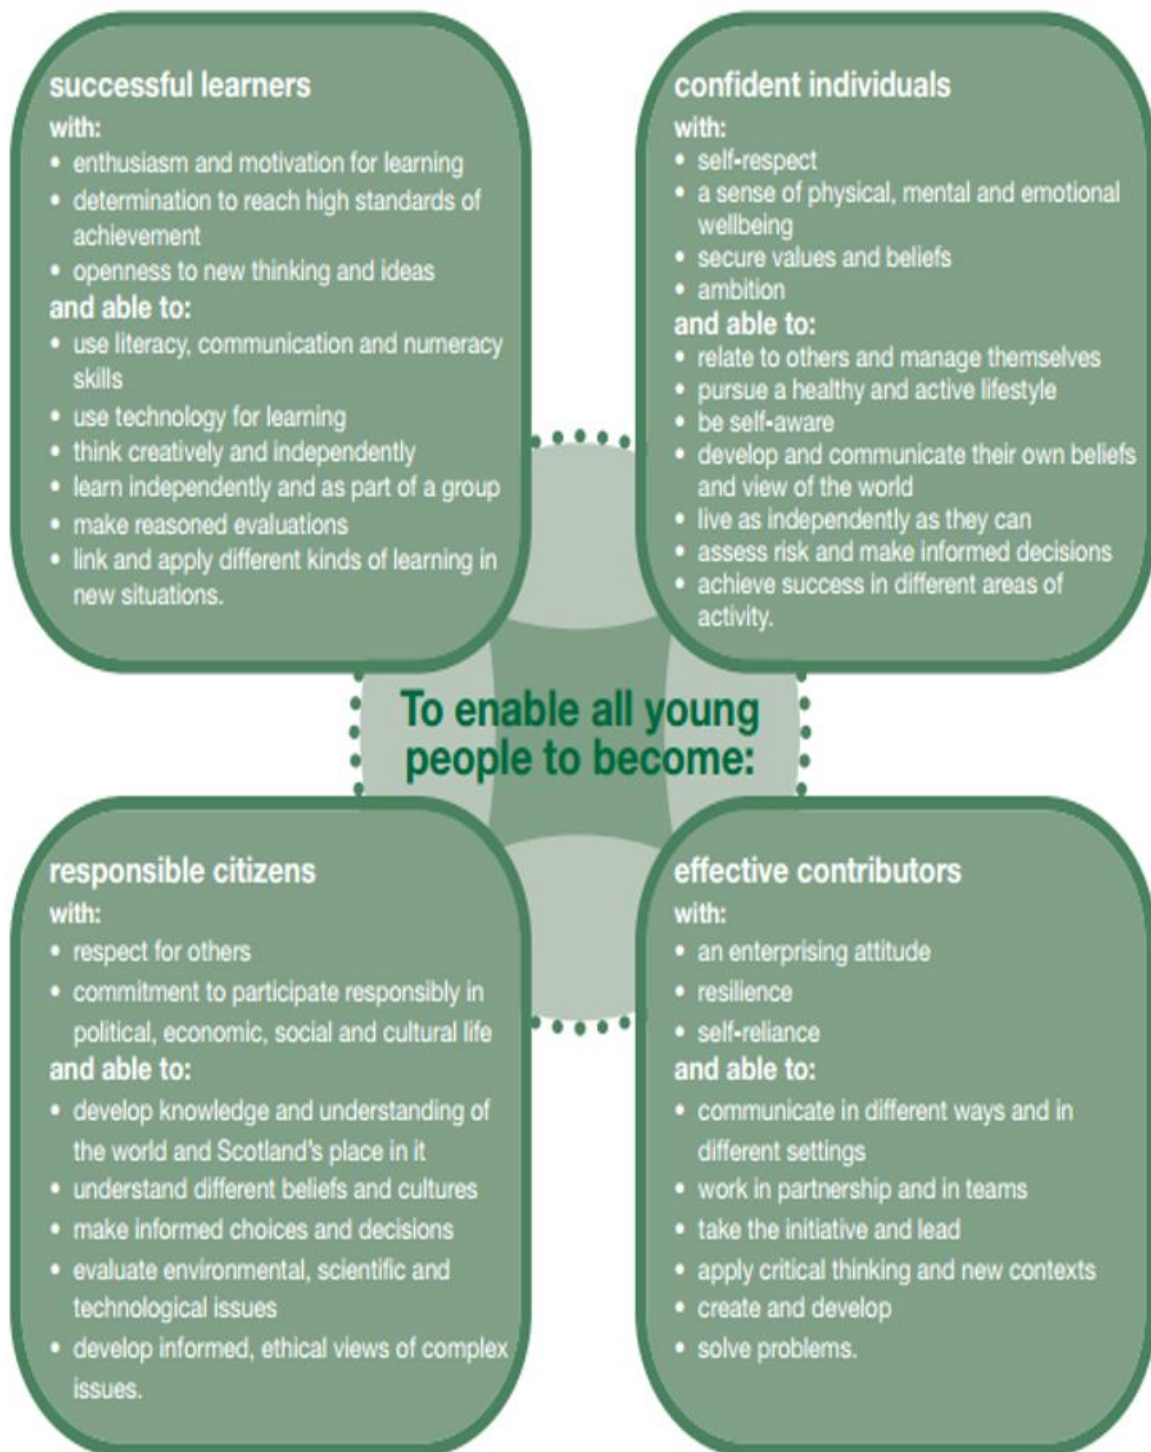 successful learners
with:
• enthusiasm and motivation for learning
• determination to reach high standards of
achievement
• openness to new thinking and ideas
and able to:
• use literacy, communication and numeracy
skills
• use technology for learning
• think creatively and independently
• learn independently and as part of a group
• make reasoned evaluations
• link and apply different kinds of learning in
new situations.
confident individuals
with:
• self-respect
• a sense of physical, mental and emotional
wellbeing
• secure values and beliefs
• ambition
and able to:
• relate to others and manage themselves
• pursue a healthy and active lifestyle
• be self-aware
• develop and communicate their own beliefs
and view of the world
• live as independently as they can
• assess risk and make informed decisions
• achieve success in different areas of
activity.
To enable all young
people to become:
responsible citizens
with:
• respect for others
• commitment to participate responsibly in
political, economic, social and cultural life
and able to:
• develop knowledge and understanding of
the world and Scotland's place in it
• understand different beliefs and cultures
• make informed choices and decisions
• evaluate environmental, scientific and
technological issues
• develop informed, ethical views of complex
issues.
effective contributors
with:
• an enterprising attitude
• resilience
• self-reliance
and able to:
• communicate in different ways and in
different settings
• work in partnership and in teams
• take the initiative and lead
• apply critical thinking and new contexts
• create and develop
• solve problems.